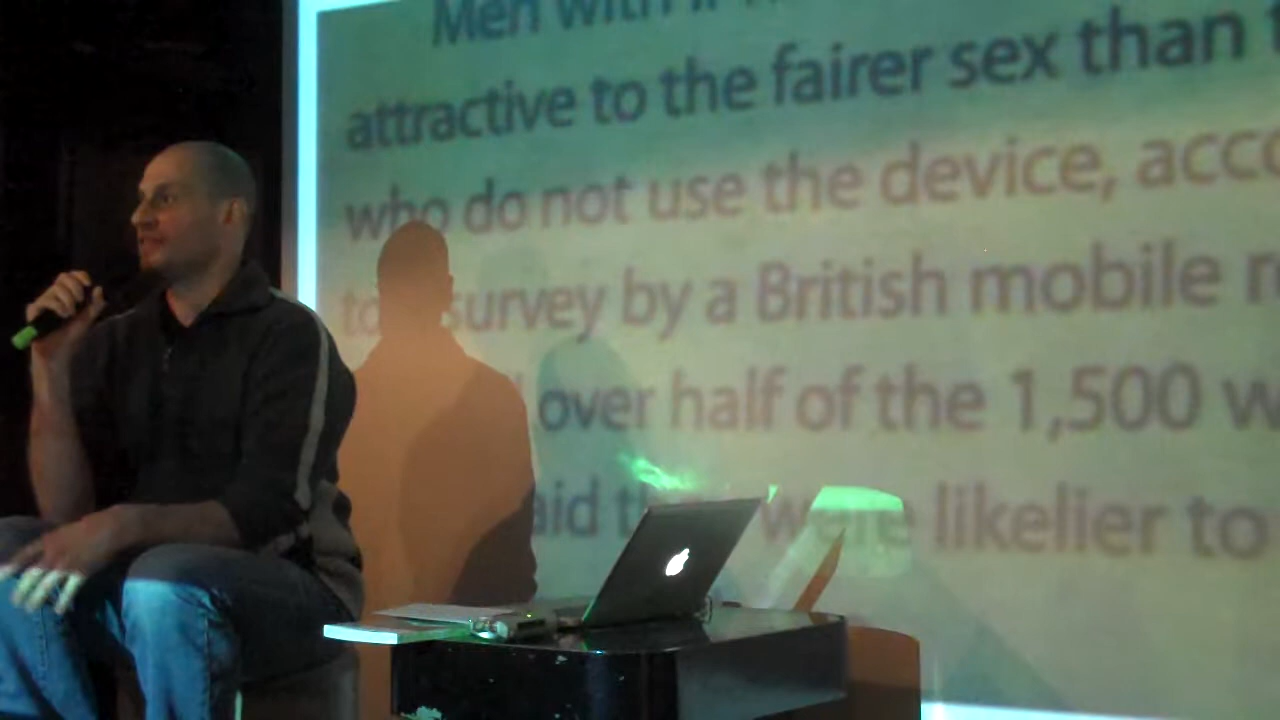 Men with
attractive to the fairer sex than
who do not use the device,
survey by a British mobile
over half of the 1,500
were likelier to